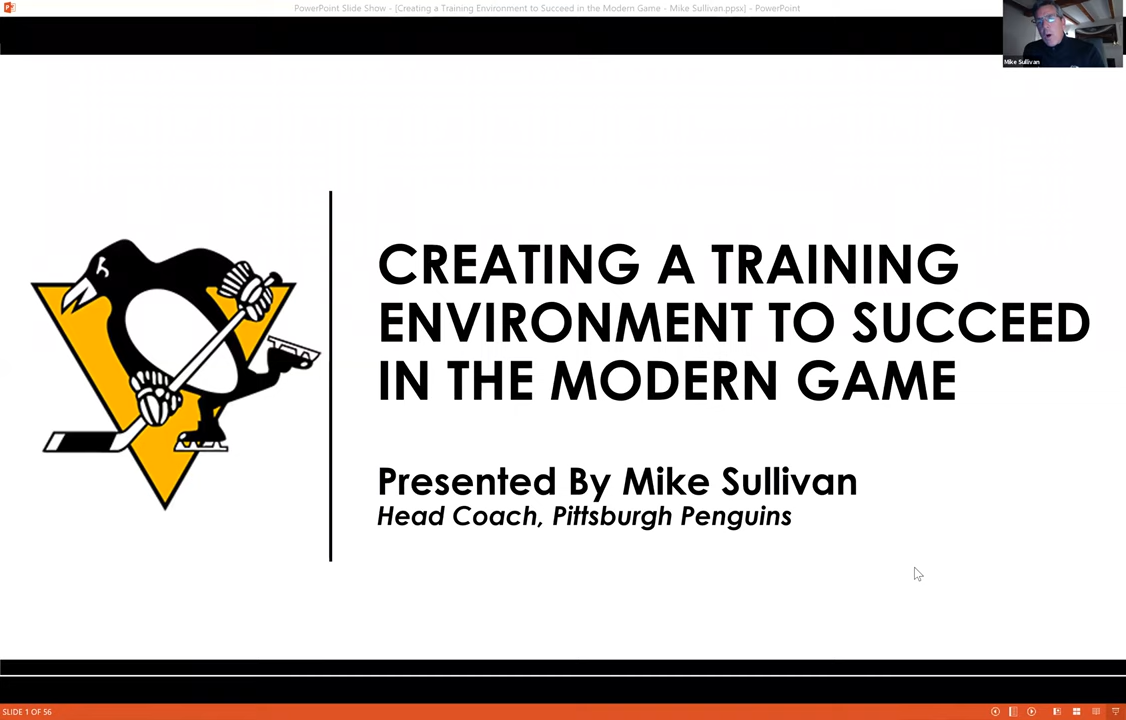 PowerPoint Slide Show - [Creating a Training Environment to Succeed in the Modern Game - Mike Sullivan.ppsx] - PowerPoint
Mike Sullivan
CREATING A TRAINING
ENVIRONMENT TO SUCCEED
IN THE MODERN GAME
Presented By Mike Sullivan
Head Coach, Pittsburgh Penguins
SLIDE 1 OF 56